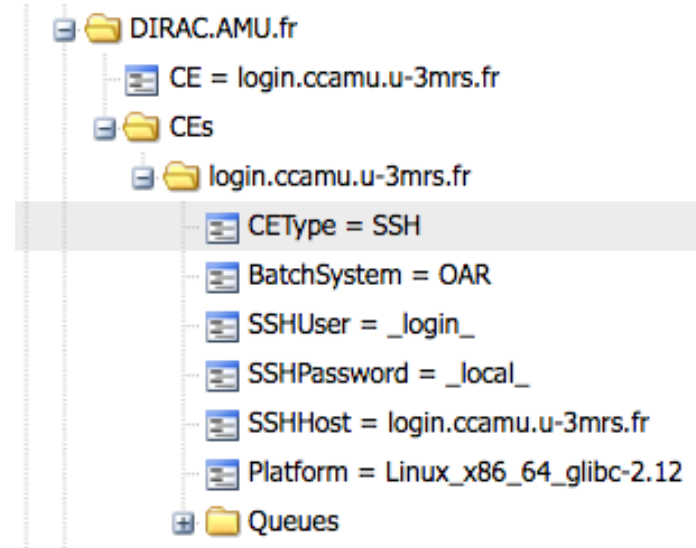 DIRAC.AMU.fr
CE = login.ccamu.u-3mrs.fr
CEs
login.ccamu.u-3mrs.fr
CEType = SSH
BatchSystem = OAR
SSHUser = _login_
SSHPassword = _local_
SSHHost = login.ccamu.u-3mrs.fr
Platform = Linux_x86_64_glibc-2.12
Queues